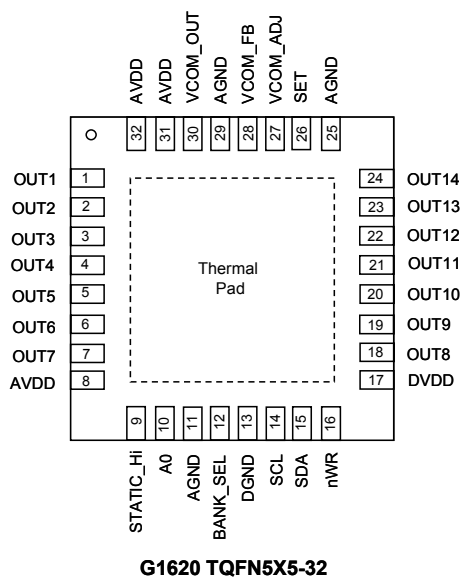 AVDD
AVDD
VCOM_OUT
AGND
VCOM_FB
VCOM_ADJ
SET
AGND
32
31
30
29
28
27
26
25
OUT1
1
24
OUT14
OUT2
2
23
OUT13
OUT3
3
22
OUT12
OUT4
4
21
OUT11
OUT5
5
20
OUT10
OUT6
6
19
OUT9
OUT7
7
18
OUT8
AVDD
8
17
DVDD
Thermal
Pad
9
10
11
12
13
14
15
16
STATIC_Hi
A0
AGND
BANK_SEL
DGND
SCL
SDA
nWR
G1620 TQFN5X5-32